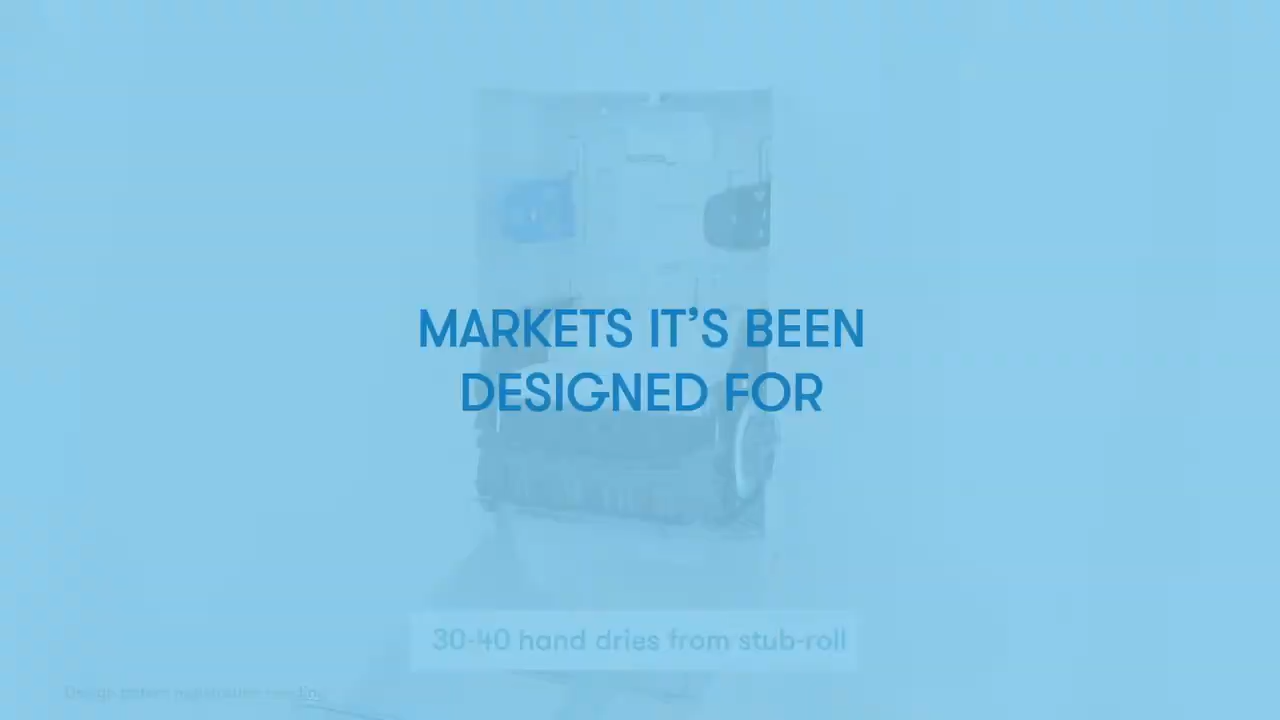 MARKETS IT’S BEEN
DESIGNED FOR
30-40 hand dries from stub-roll